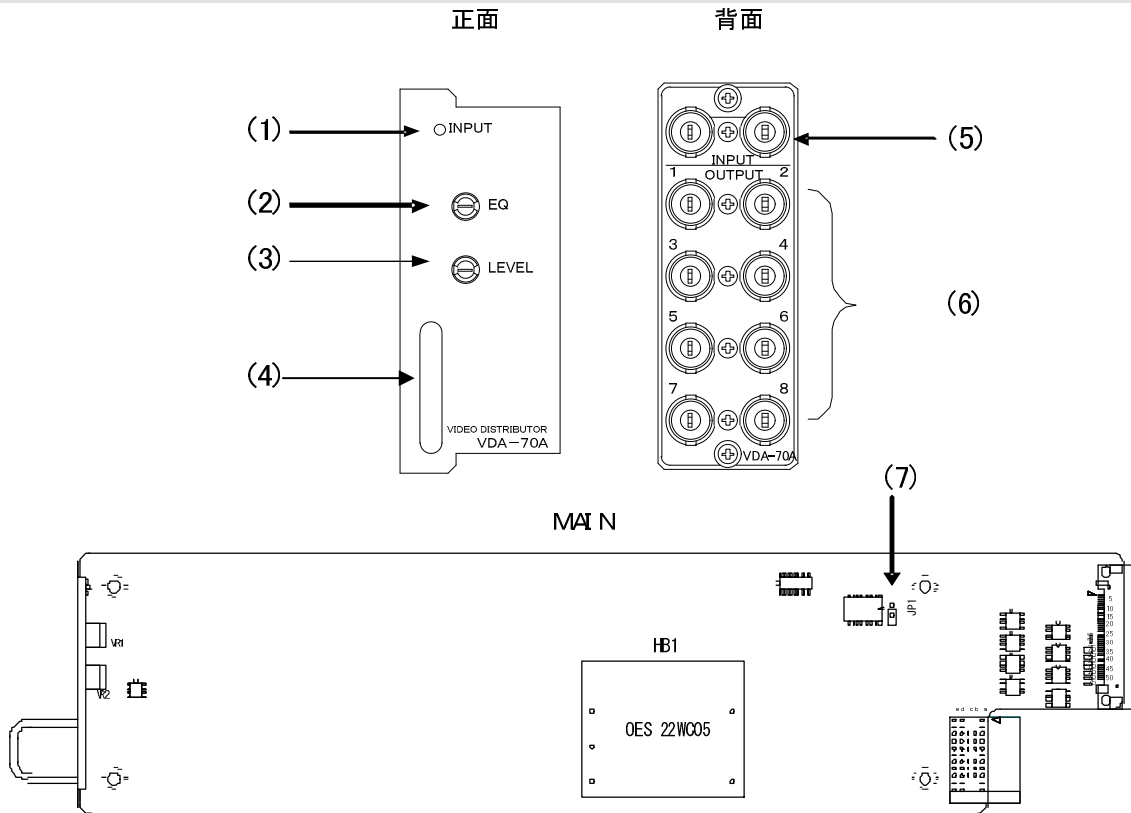 正面
背面
(1)
INPUT
(2)
EQ
(3)
LEVEL
(4)
VIDEO DISTRIBUTOR
VDA-70A
INPUT
OUTPUT
1 2
3 4
5 6
7 8
VDA-70A
(5)
(6)
(7)
MAIN
VR1
VR2
HB1
OES 22WCO5
JP1
5
10
15
20
25
30
35
40
45
50
e d c b a